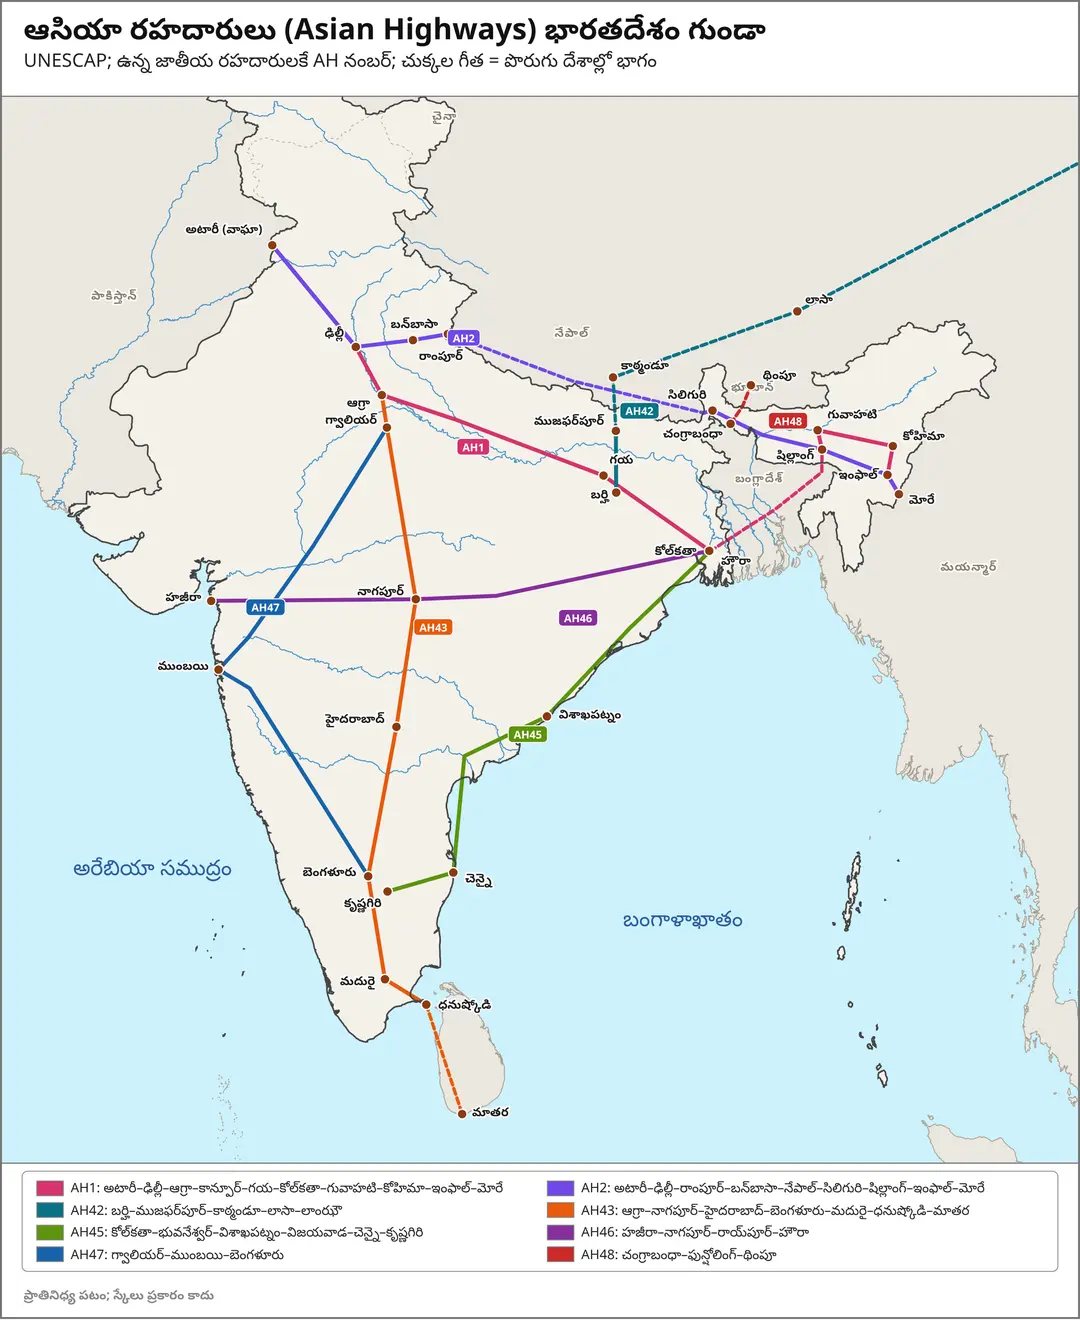 ఆసియా రహదారులు (Asian Highways) భారతదేశం గుండా
UNESCAP; ఉన్న జాతీయ రహదారులకే AH నంబర్; చుక్కల గీత = పొరుగు దేశాల్లో భాగం
చైనా
అటారీ (వాఘా)
పాకిస్తాన్
లాసా
బన్‌బాసా
ఢిల్లీ
AH2
నేపాల్
రాంపూర్
కాఠ్మండూ
థింపూ
భూటాన్
సిలిగురి
ఆగ్రా
AH42
గ్వాలియర్
ముజఫర్‌పూర్
AH48
గువాహటి
చంగ్రాబంధా
కోహిమా
AH1
షిల్లాంగ్
గయ
ఇంఫాల్
బంగ్లాదేశ్
బర్హి
మోరే
కోల్‌కతా
హౌరా
మయన్మార్
నాగపూర్
హజీరా
AH47
AH46
AH43
ముంబయి
హైదరాబాద్
విశాఖపట్నం
AH45
అరేబియా సముద్రం
బెంగళూరు
చెన్నై
కృష్ణగిరి
బంగాళాఖాతం
మదురై
ధనుష్కోడి
మాతర
AH1: అటారీ–ఢిల్లీ–ఆగ్రా–కాన్పూర్–గయ–కోల్‌కతా–గువాహటి–కోహిమా–ఇంఫాల్–మోరే
AH2: అటారీ–ఢిల్లీ–రాంపూర్–బన్‌బాసా–నేపాల్–సిలిగురి–షిల్లాంగ్–ఇంఫాల్–మోరే
AH42: బర్హి–ముజఫర్‌పూర్–కాఠ్మండూ–లాసా–లాంఝౌ
AH43: ఆగ్రా–నాగపూర్–హైదరాబాద్–బెంగళూరు–మదురై–ధనుష్కోడి–మాతర
AH45: కోల్‌కతా–భువనేశ్వర్–విశాఖపట్నం–విజయవాడ–చెన్నై–కృష్ణగిరి
AH46: హజీరా–నాగపూర్–రాయ్‌పూర్–హౌరా
AH47: గ్వాలియర్–ముంబయి–బెంగళూరు
AH48: చంగ్రాబంధా–ఫున్షోలింగ్–థింపూ
ప్రాతినిధ్య పటం; స్కేలు ప్రకారం కాదు